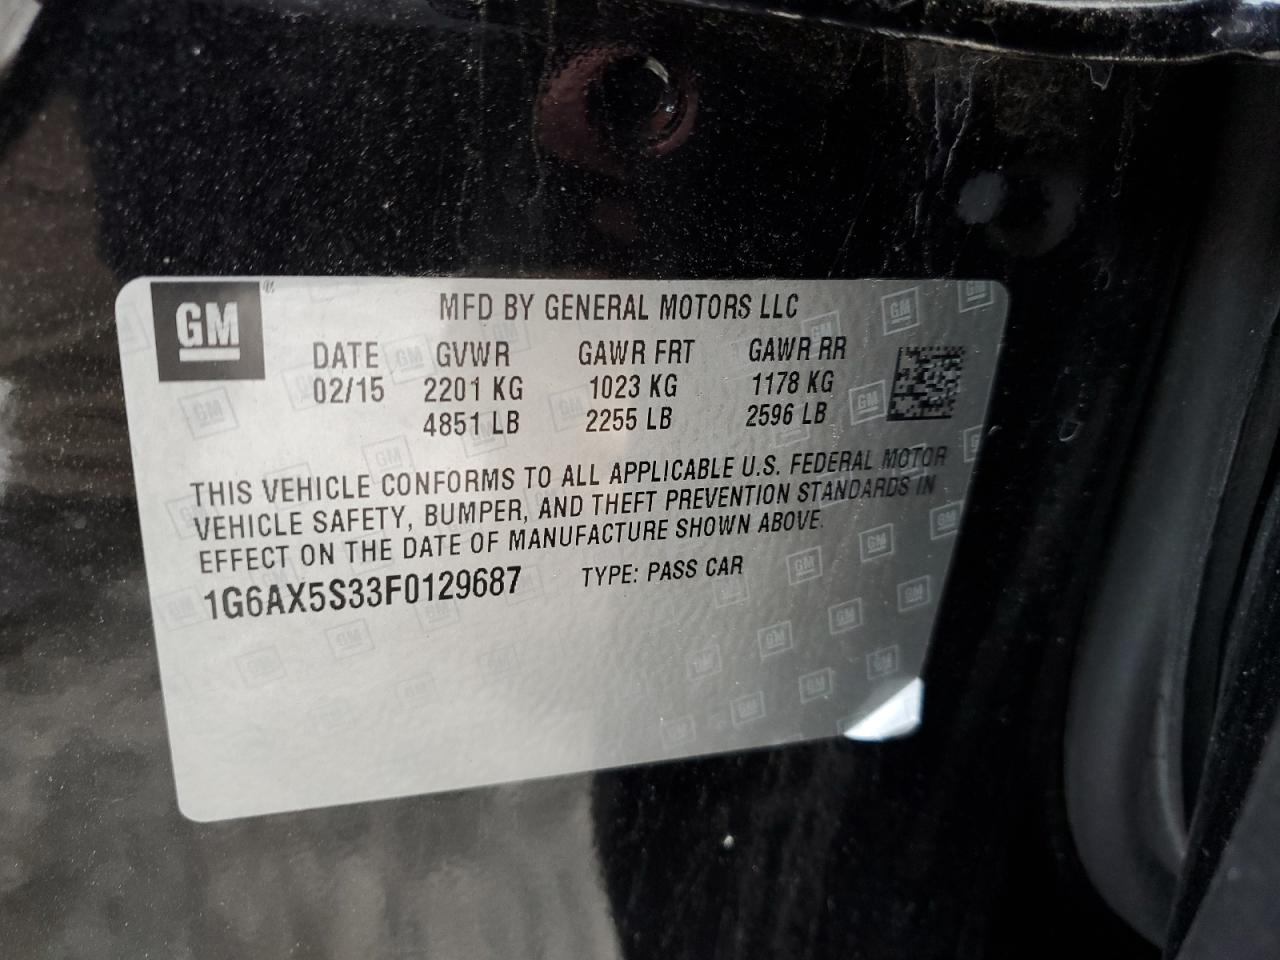 GM
MFD BY GENERAL MOTORS LLC
DATE GVWR GAWR FRT GAWR RR
02/15 2201 KG 1023 KG 1178 KG
4851 LB 2255 LB 2596 LB
THIS VEHICLE CONFORMS TO ALL APPLICABLE U.S. FEDERAL MOTOR
VEHICLE SAFETY, BUMPER, AND THEFT PREVENTION STANDARDS IN
EFFECT ON THE DATE OF MANUFACTURE SHOWN ABOVE.
1G6AX5S33F0129687 TYPE: PASS CAR